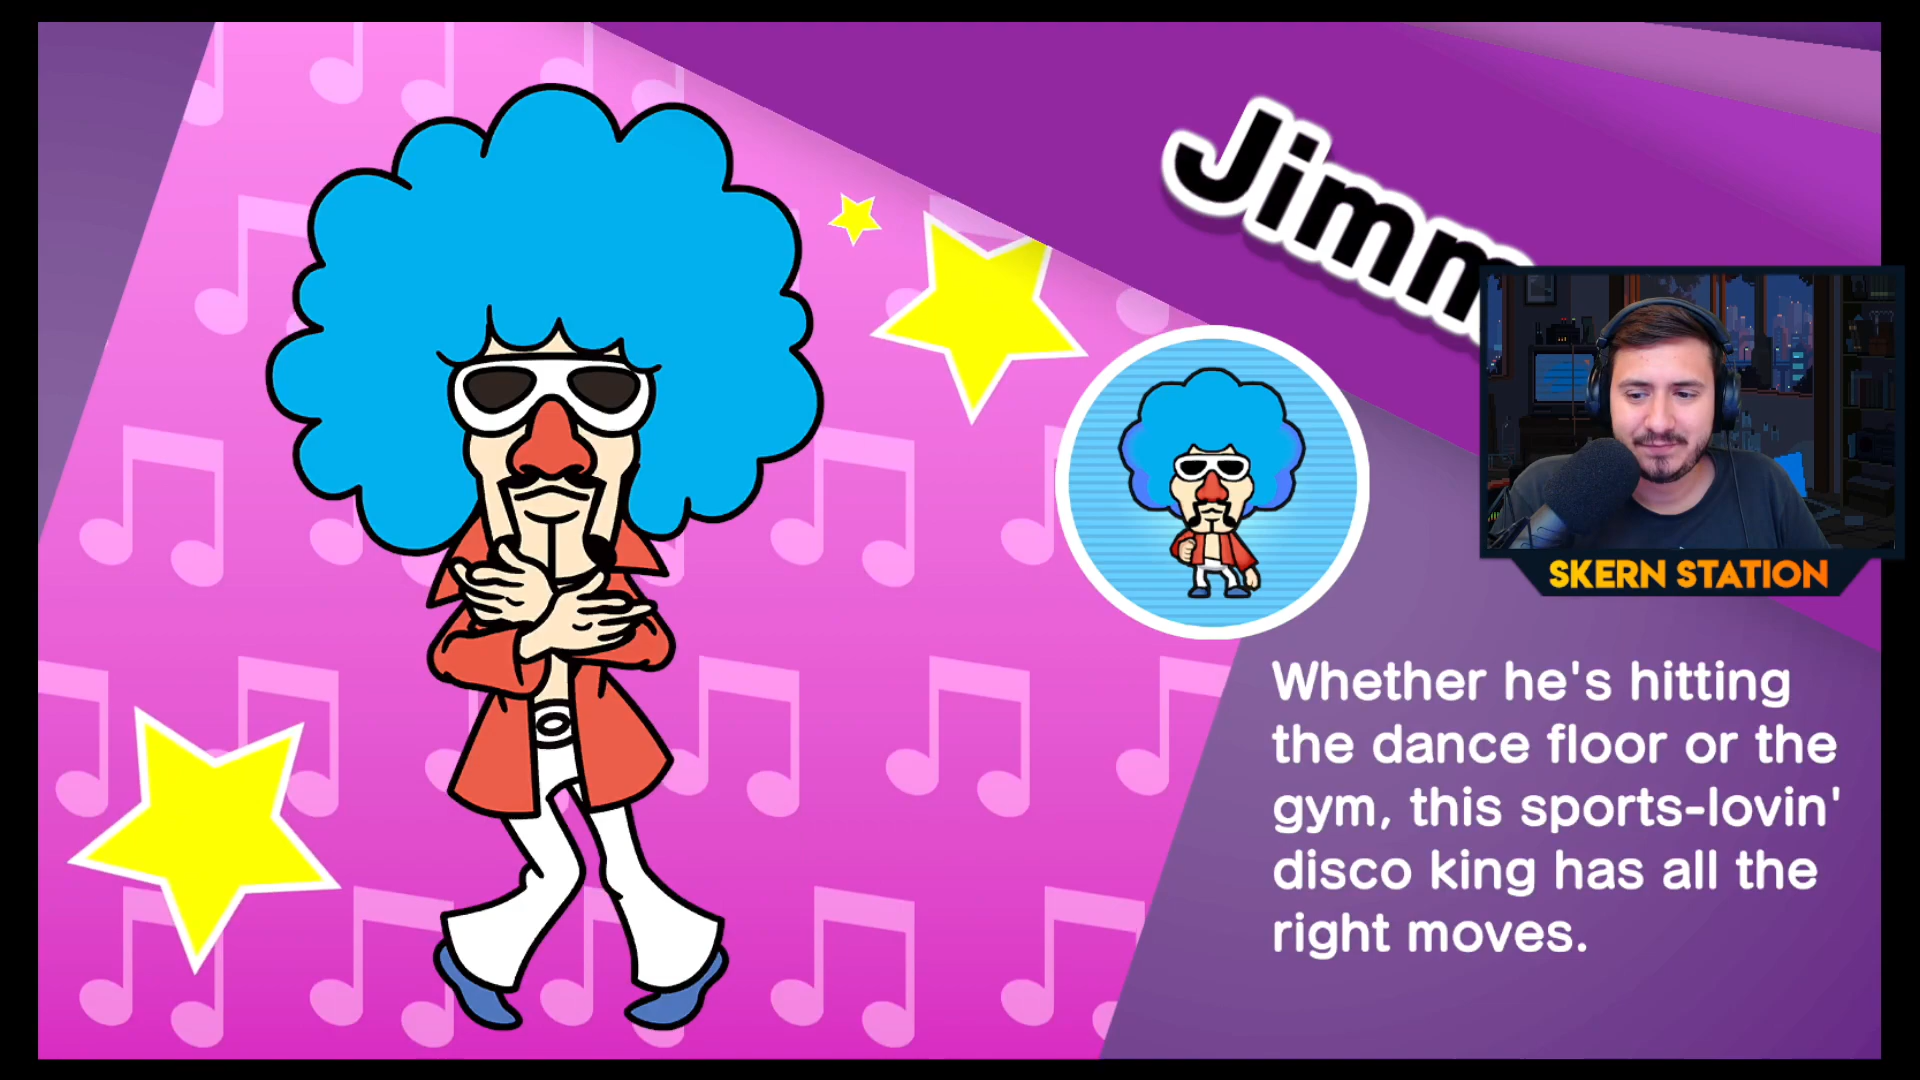 Jimm
SKERN STATION
Whether he's hitting
the dance floor or the
gym, this sports-lovin'
disco king has all the
right moves.